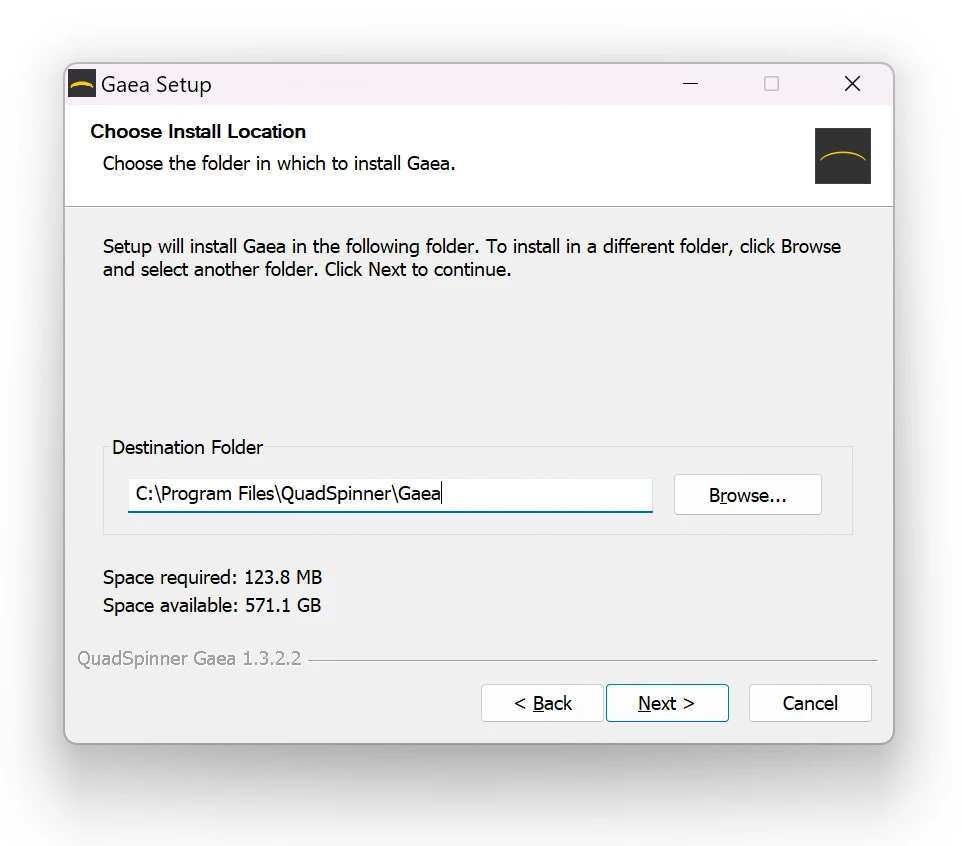 Gaea Setup
Choose Install Location
Choose the folder in which to install Gaea.
Setup will install Gaea in the following folder. To install in a different folder, click Browse
and select another folder. Click Next to continue.
Destination Folder
C:\Program Files\QuadSpinner\Gaea
Browse...
Space required: 123.8 MB
Space available: 571.1 GB
QuadSpinner Gaea 1.3.2.2
< Back
Next >
Cancel